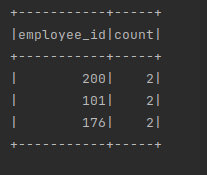 +-----------+-----+
|employee_id|count|
+-----------+-----+
|        200|    2|
|        101|    2|
|        176|    2|
+-----------+-----+